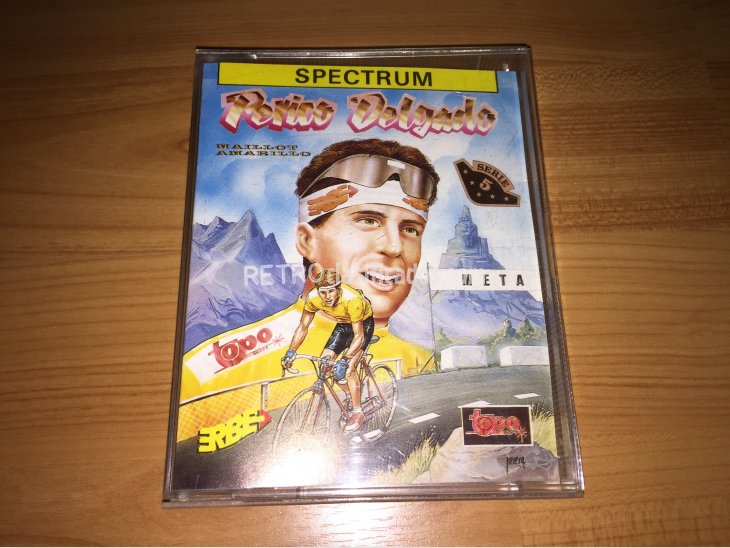 SPECTRUM
Perico Delgado
MAILLOT
AMARILLO
SERIE
5
META
topo
ERBE
topo